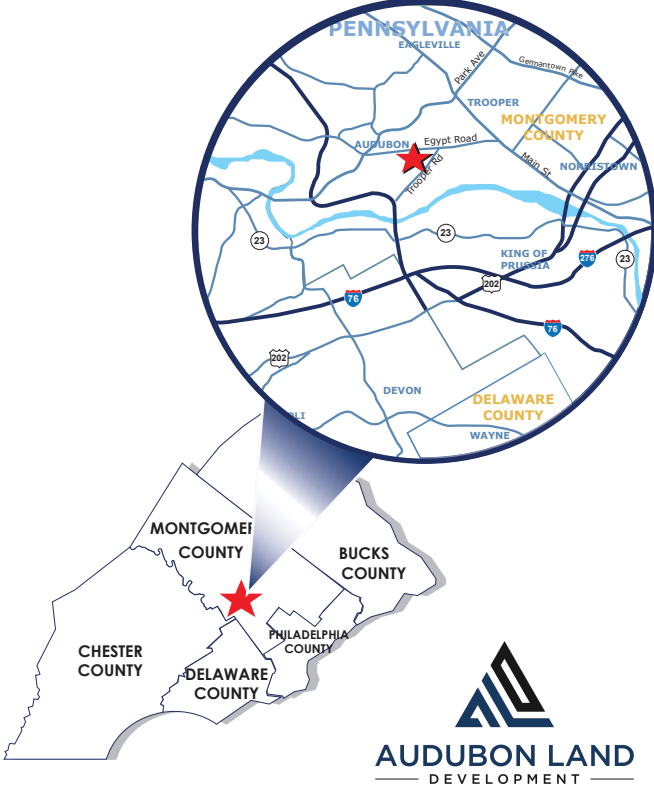 PENNSYLVANIA
EAGLEVILLE
Park Ave
Germantown Pike
TROOPER
MONTGOMERY
COUNTY
AUDUBON
Egypt Road
Trooper Rd
Main St
NORRISTOWN
23
23
KING OF
PRUSSIA
276
23
202
76
76
202
DEVON
DELAWARE
COUNTY
OLI
WAYNE
MONTGOMER
COUNTY
BUCKS
COUNTY
PHILADELPHIA
COUNTY
CHESTER
COUNTY
DELAWARE
COUNTY
AUDUBON LAND
DEVELOPMENT